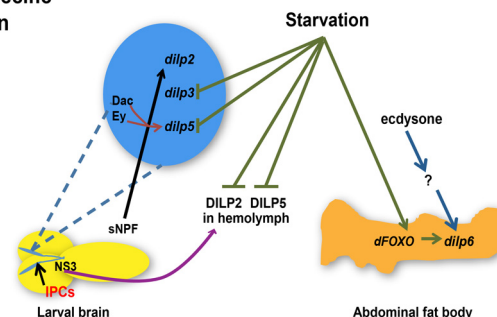 Starvation
dilp2
dilp3
Dac
Ey
dilp5
ecdysone
?
DILP2 DILP5
in hemolymph
sNPF
dFOXO
dilp6
NS3
IPCs
Larval brain
Abdominal fat body